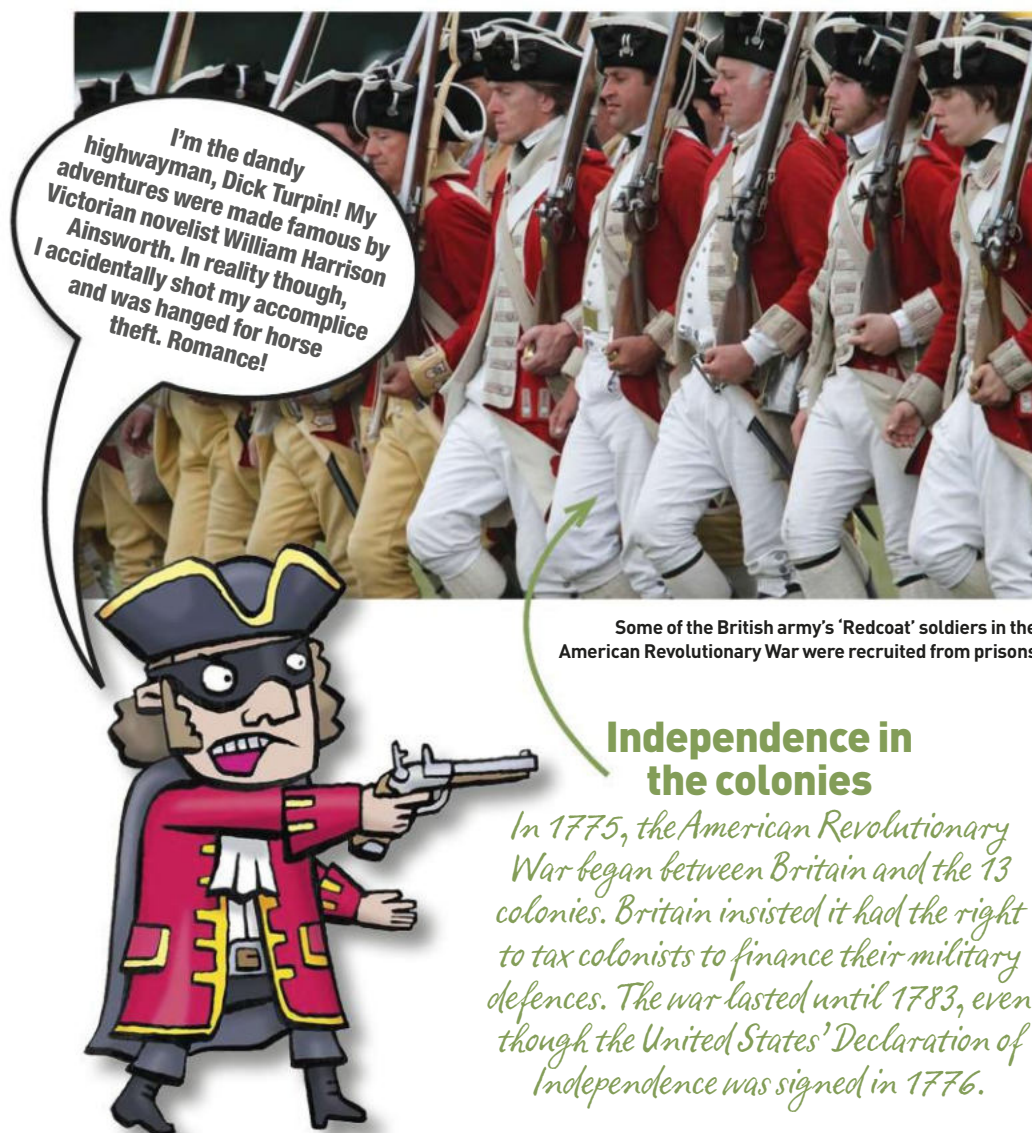 I'm the dandy
highwayman, Dick Turpin! My
adventures were made famous by
Victorian novelist William Harrison
Ainsworth. In reality though,
I accidentally shot my accomplice
and was hanged for horse
theft. Romance!
Some of the British army's ‘Redcoat’ soldiers in the
American Revolutionary War were recruited from prisons
Independence in
the colonies
In 1775, the American Revolutionary
War began between Britain and the 13
colonies. Britain insisted it had the right
to tax colonists to finance their military
defences. The war lasted until 1783, even
though the United States’ Declaration of
Independence was signed in 1776.